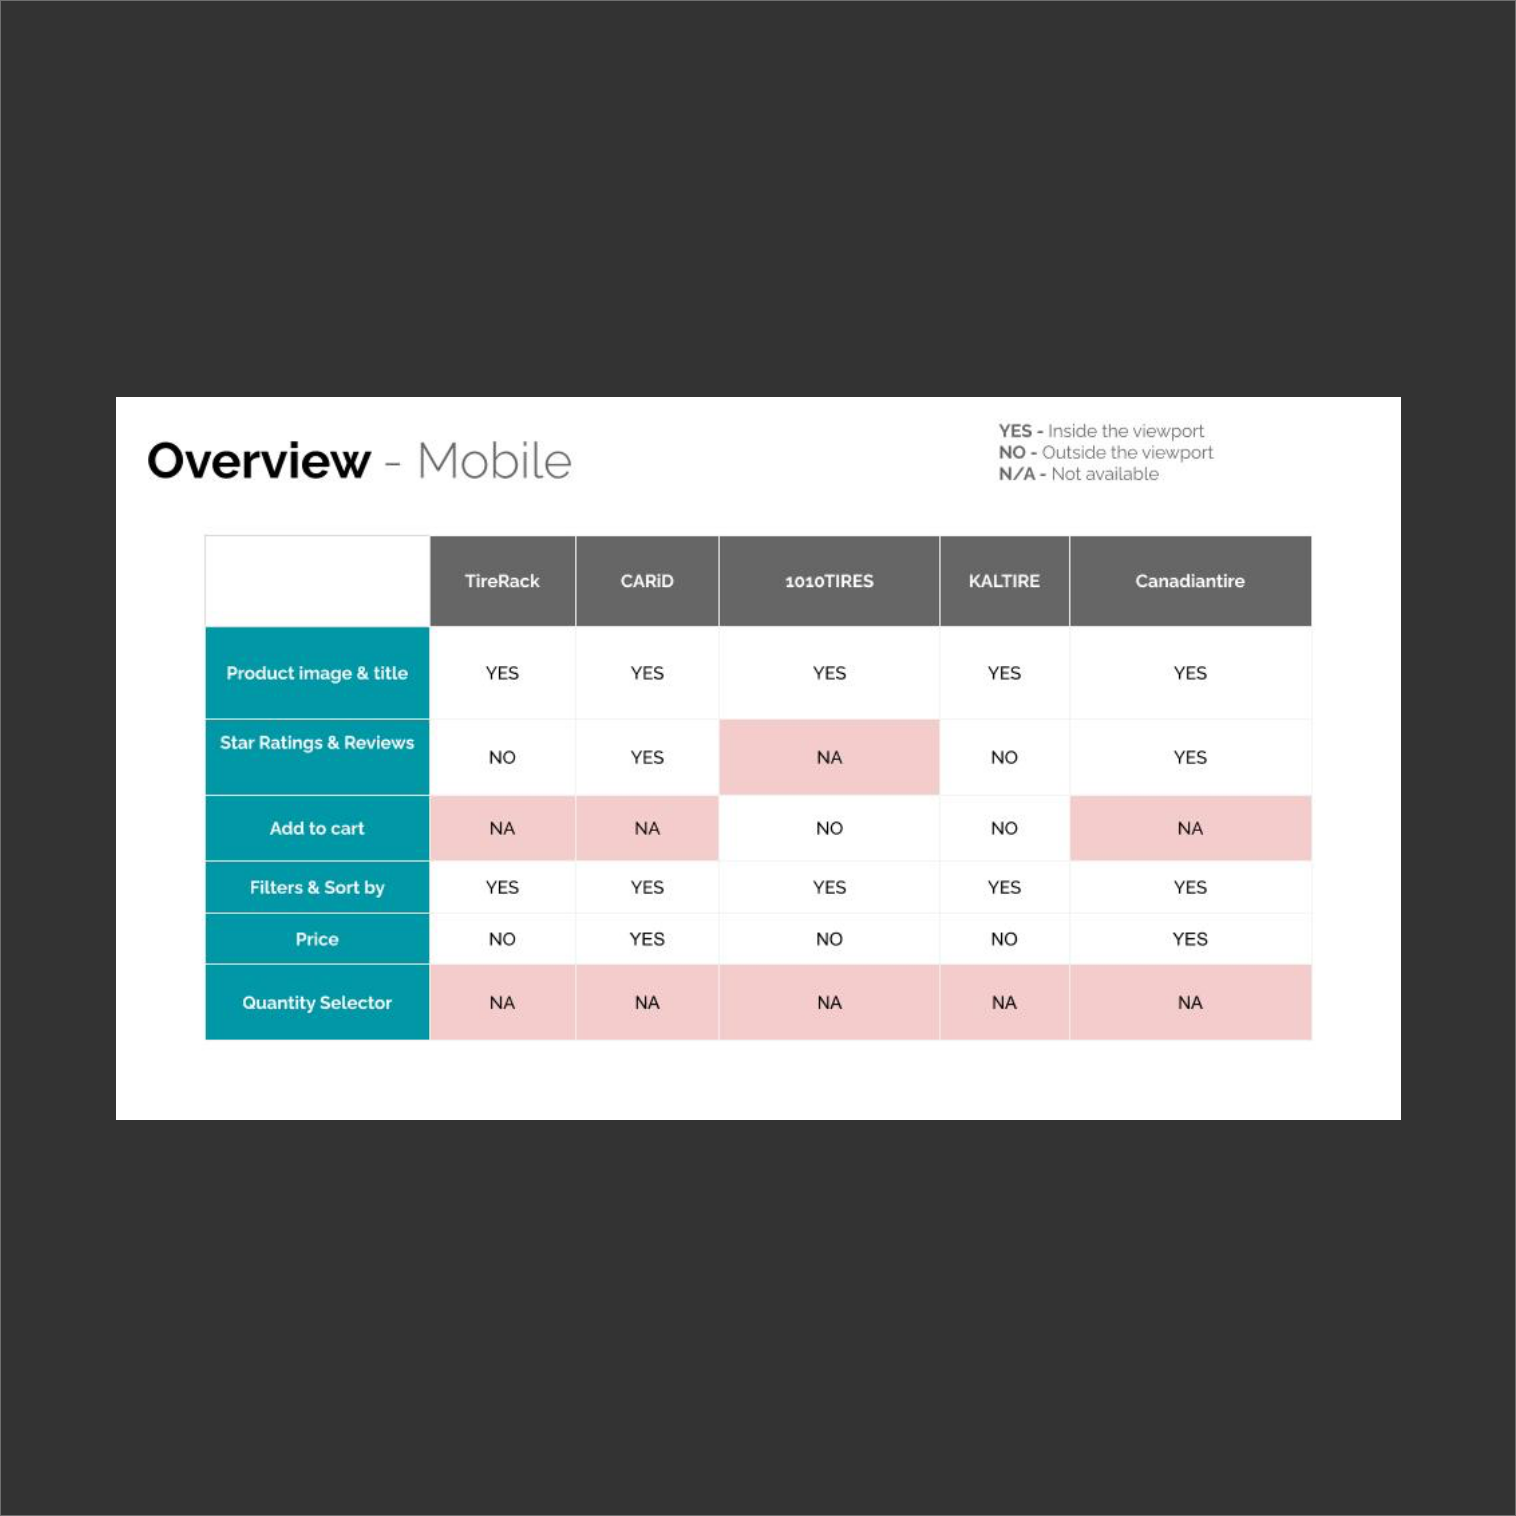 Overview - Mobile
YES - Inside the viewport
NO - Outside the viewport
N/A - Not available
TireRack CARiD 1010TIRES KALTIRE Canadiantire
Product image & title YES YES YES YES YES
Star Ratings & Reviews NO YES NA NO YES
Add to cart NA NA NO NO NA
Filters & Sort by YES YES YES YES YES
Price NO YES NO NO YES
Quantity Selector NA NA NA NA NA